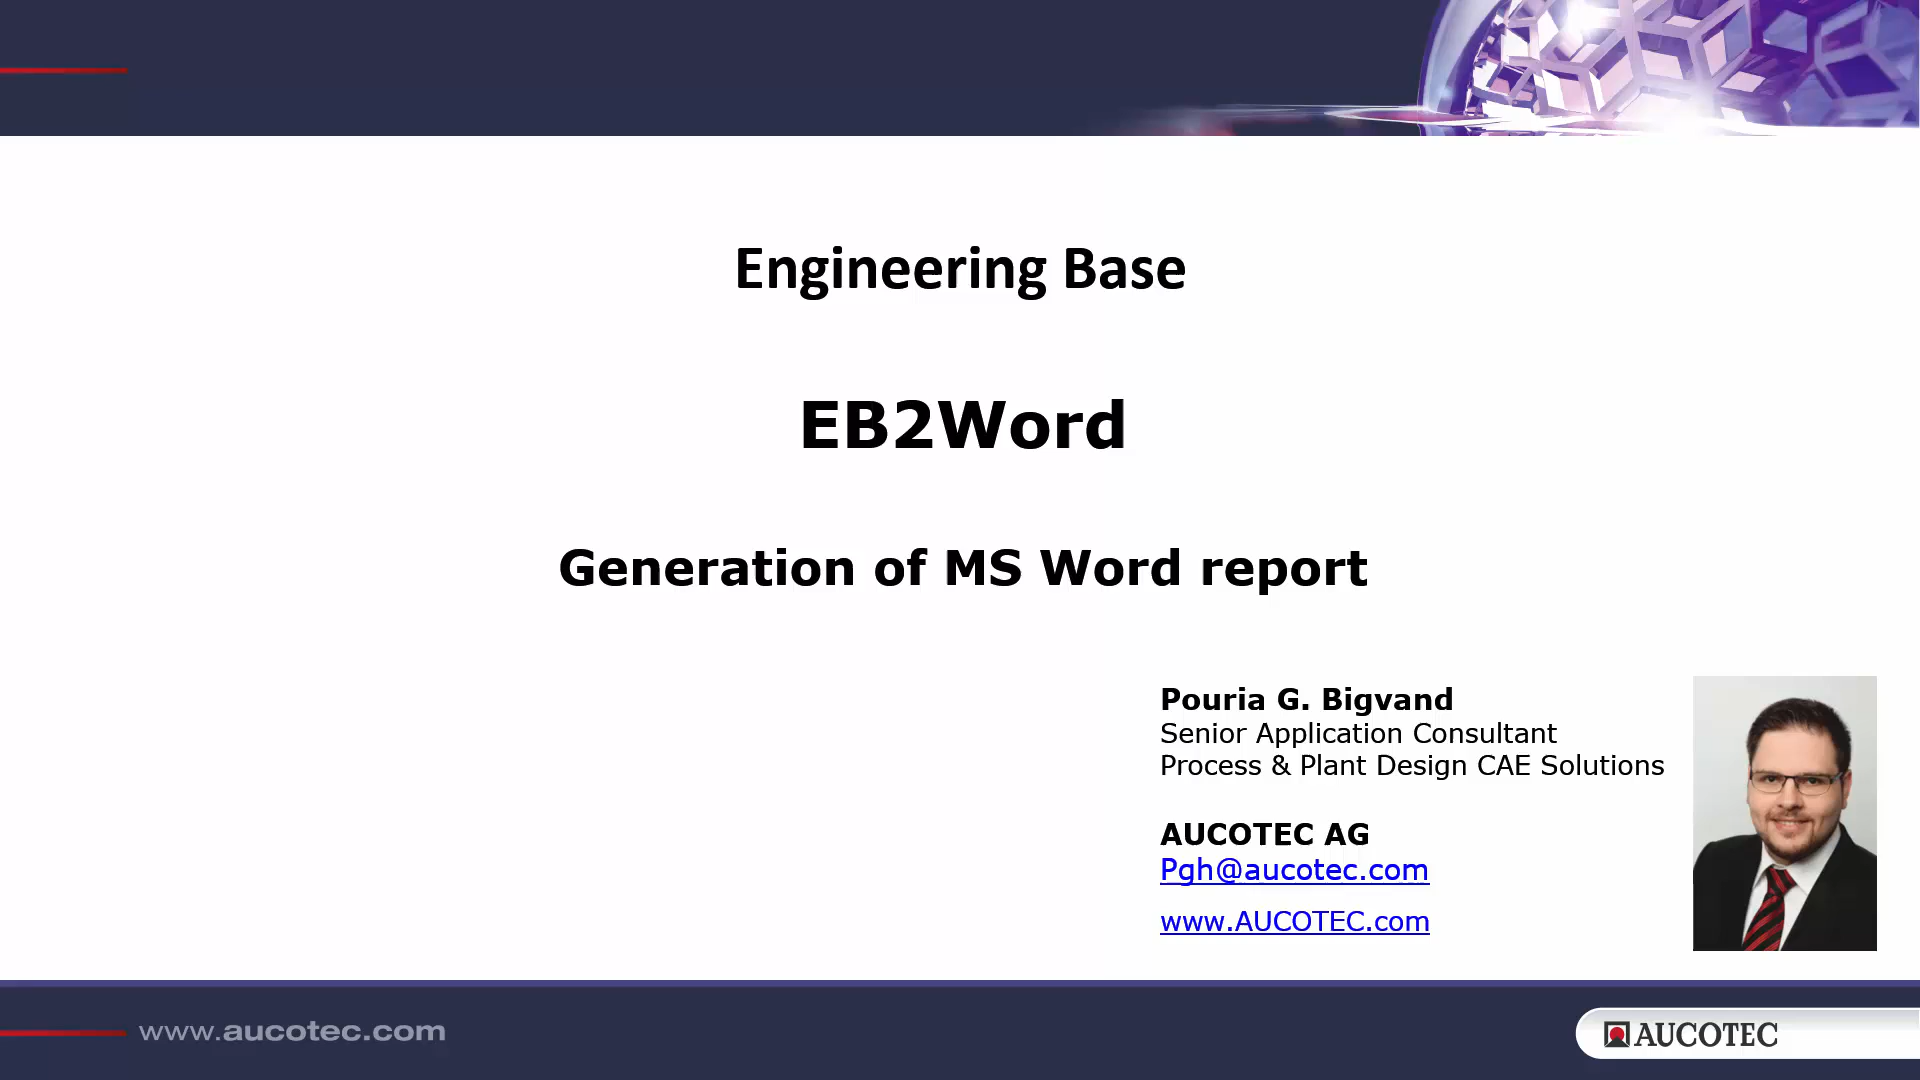 Engineering Base
EB2Word
Generation of MS Word report
Pouria G. Bigvand
Senior Application Consultant
Process & Plant Design CAE Solutions
AUCOTEC AG
Pgh@aucotec.com
www.AUCOTEC.com
www.aucotec.com
AUCOTEC